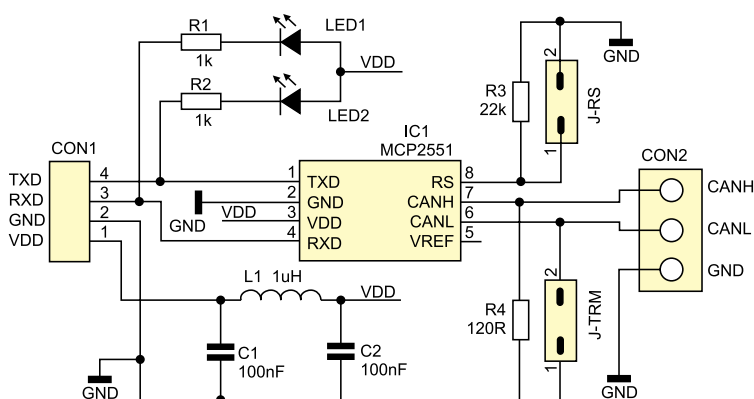 R1
1k
LED1
VDD
R2
1k
LED2
CON1
TXD 4
RXD 3
GND 2
VDD 1
IC1
MCP2551
1 TXD
2 GND
3 VDD
4 RXD
RS 8
CANH 7
CANL 6
VREF 5
GND
VDD
R3
22k
2
J-RS
1
GND
CON2
CANH
CANL
GND
L1 1uH
VDD
C1
100nF
C2
100nF
R4
120R
2
J-TRM
1
GND
GND